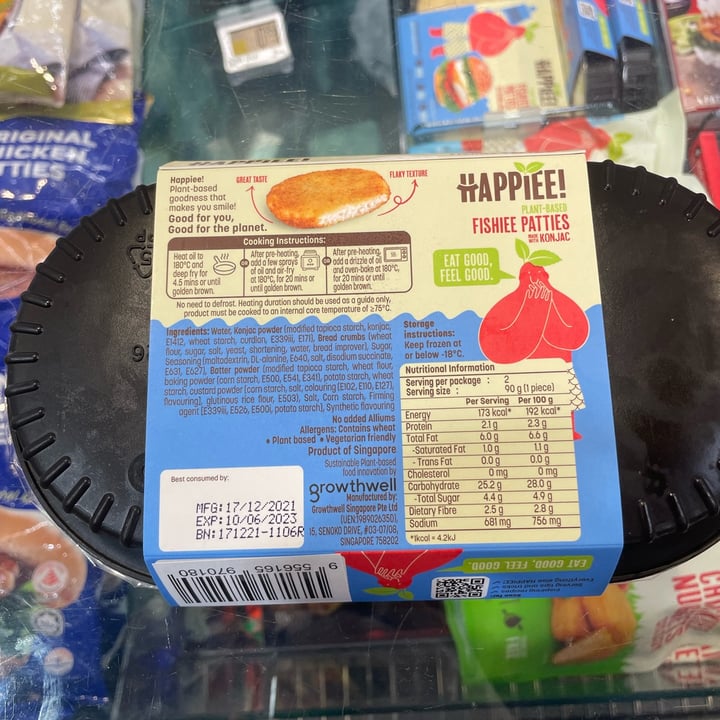 RIGINAL
HICKEN
TTIES
HAPPIEE!
HAPPIEE!
Happiee!
Plant-based
goodness that
makes you smile!
Good for you,
Good for the planet.
GREAT TASTE
FLAKY TEXTURE
HAPPIEE!
PLANT-BASED
FISHIEE PATTIES
MADE WITH KONJAC
EAT GOOD,
FEEL GOOD.
Cooking Instructions:
Heat oil to
180°C and
deep fry for
4.5 mins or until
golden brown.
OR
After pre-heating,
add a few sprays
of oil and air-fry
at 180°C,
for 20 mins or
until golden brown.
OR
After pre-heating,
add a drizzle of oil
and oven-bake at 180°C,
for 20 mins or until
golden brown.
No need to defrost. Heating duration should be used as a guide only,
product must be cooked to an internal core temperature of ≥75°C.
Ingredients: Water, Konjac powder (modified tapioca starch, konjac,
E1412, wheat starch, curdlan, E339iii, E171), Bread crumbs (wheat
flour, sugar, salt, yeast, shortening, water, bread improver), Sugar,
Seasoning (maltodextrin, DL-alanine, E640, salt, disodium succinate,
E631, E627), Batter powder (modified tapioca starch, wheat flour,
baking powder (corn starch, E500, E541, E341), potato starch, wheat
starch, custard powder (corn starch, salt, colouring (E102, E110, E127),
flavouring), glutinous rice flour, E503), Salt, Corn starch, Firming
agent (E339iii, E526, E500i, potato starch), Synthetic flavouring
No added Alliums
Allergens: Contains wheat
• Plant based • Vegetarian friendly
Product of Singapore
Sustainable Plant-based
food innovation by
growthwell
Manufactured by:
Growthwell Singapore Pte Ltd
(UEN:198902635D),
15, SENOKO DRIVE, #03-07/08,
SINGAPORE 758202
Best consumed by:
MFG:17/12/2021
EXP:10/06/2023
BN:171221-1106R
Storage
instructions:
Keep frozen at
or below -18°C.
Nutritional Information
Serving per package : 2
Serving size : 90 g (1 piece)
Per Serving Per 100 g
Energy 173 kcal* 192 kcal*
Protein 2.1 g 2.3 g
Total Fat 6.0 g 6.6 g
-Saturated Fat 1.0 g 1.1 g
- Trans Fat 0.0 g 0.0 g
Cholesterol 0 mg 0 mg
Carbohydrate 25.2 g 28.0 g
-Total Sugar 4.4 g 4.9 g
Dietary Fibre 2.5 g 2.8 g
Sodium 681 mg 756 mg
*1kcal = 4.2kJ
9 556165 970180
EAT GOOD, FEEL GOOD.